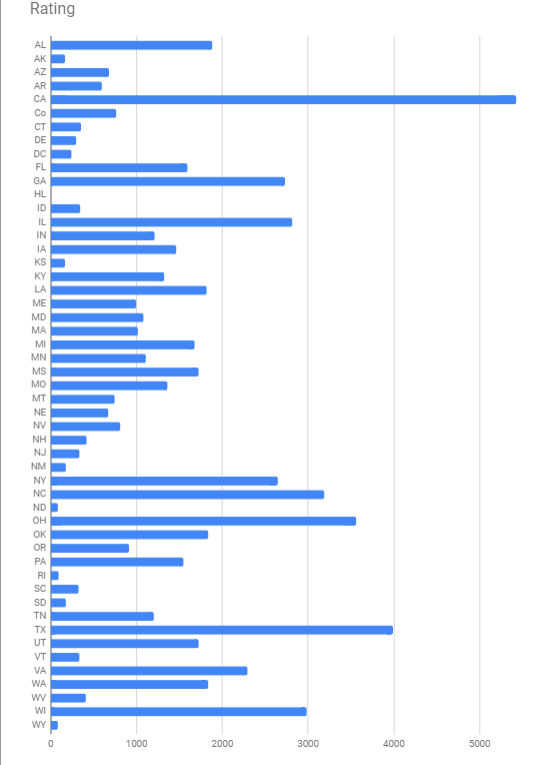 Rating
AL
AK
AZ
AR
CA
Co
CT
DE
DC
FL
GA
HL
ID
IL
IN
IA
KS
KY
LA
ME
MD
MA
MI
MN
MS
MO
MT
NE
NV
NH
NJ
NM
NY
NC
ND
OH
OK
OR
PA
RI
SC
SD
TN
TX
UT
VT
VA
WA
WV
WI
WY
0 1000 2000 3000 4000 5000